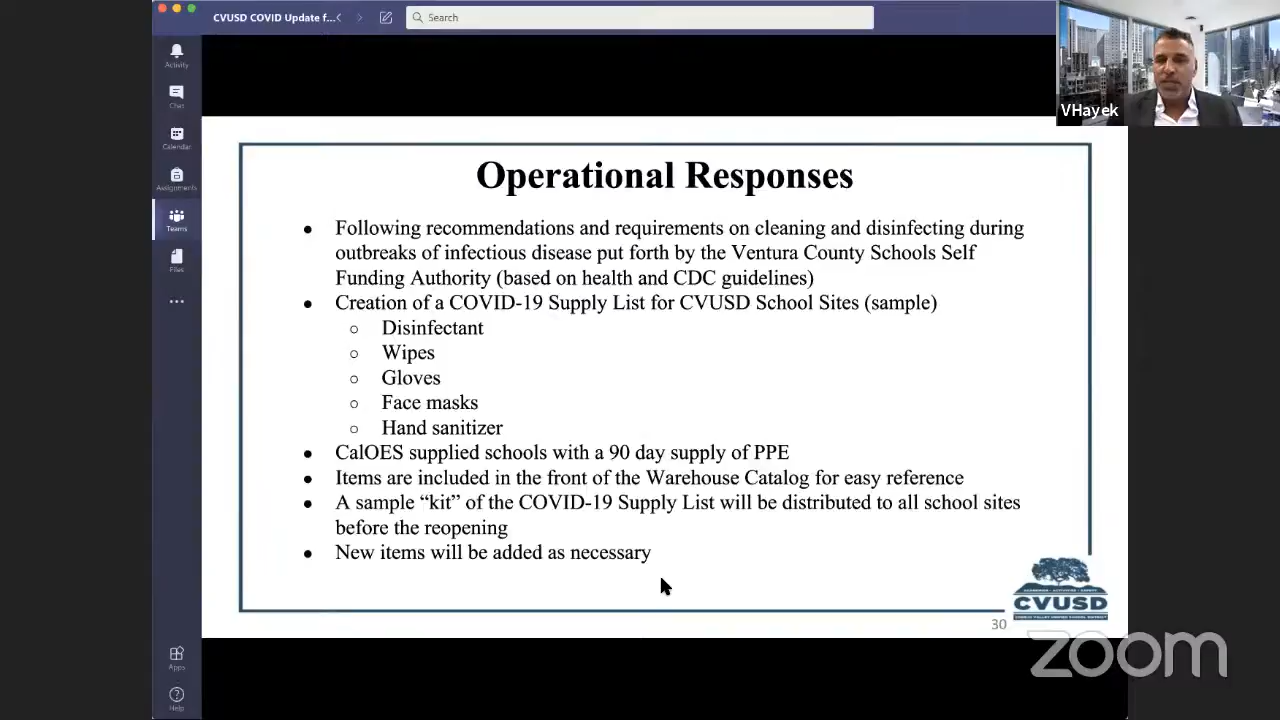 CVUSD COVID Update f...
Search
VHayek
Activity
Chat
Calendar
Assignments
Teams
Files
Operational Responses
Following recommendations and requirements on cleaning and disinfecting during
outbreaks of infectious disease put forth by the Ventura County Schools Self
Funding Authority (based on health and CDC guidelines)
Creation of a COVID-19 Supply List for CVUSD School Sites (sample)
Disinfectant
Wipes
Gloves
Face masks
Hand sanitizer
CalOES supplied schools with a 90 day supply of PPE
Items are included in the front of the Warehouse Catalog for easy reference
A sample “kit” of the COVID-19 Supply List will be distributed to all school sites
before the reopening
New items will be added as necessary
CVUSD
30
zoom
Apps
Help